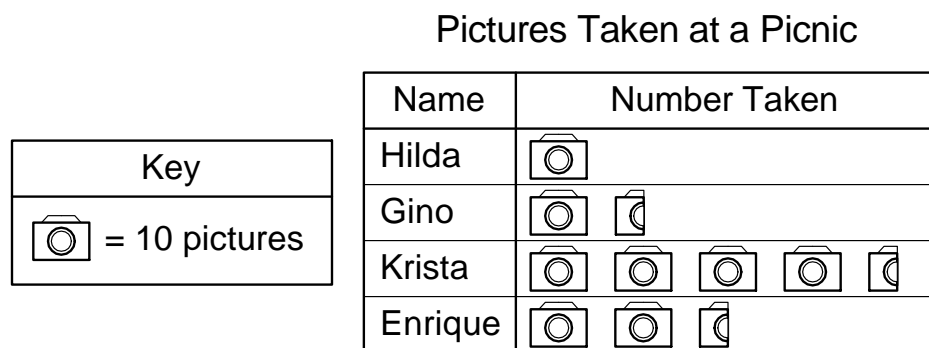 Pictures Taken at a Picnic
Key
= 10 pictures
Name Number Taken
Hilda
Gino
Krista
Enrique